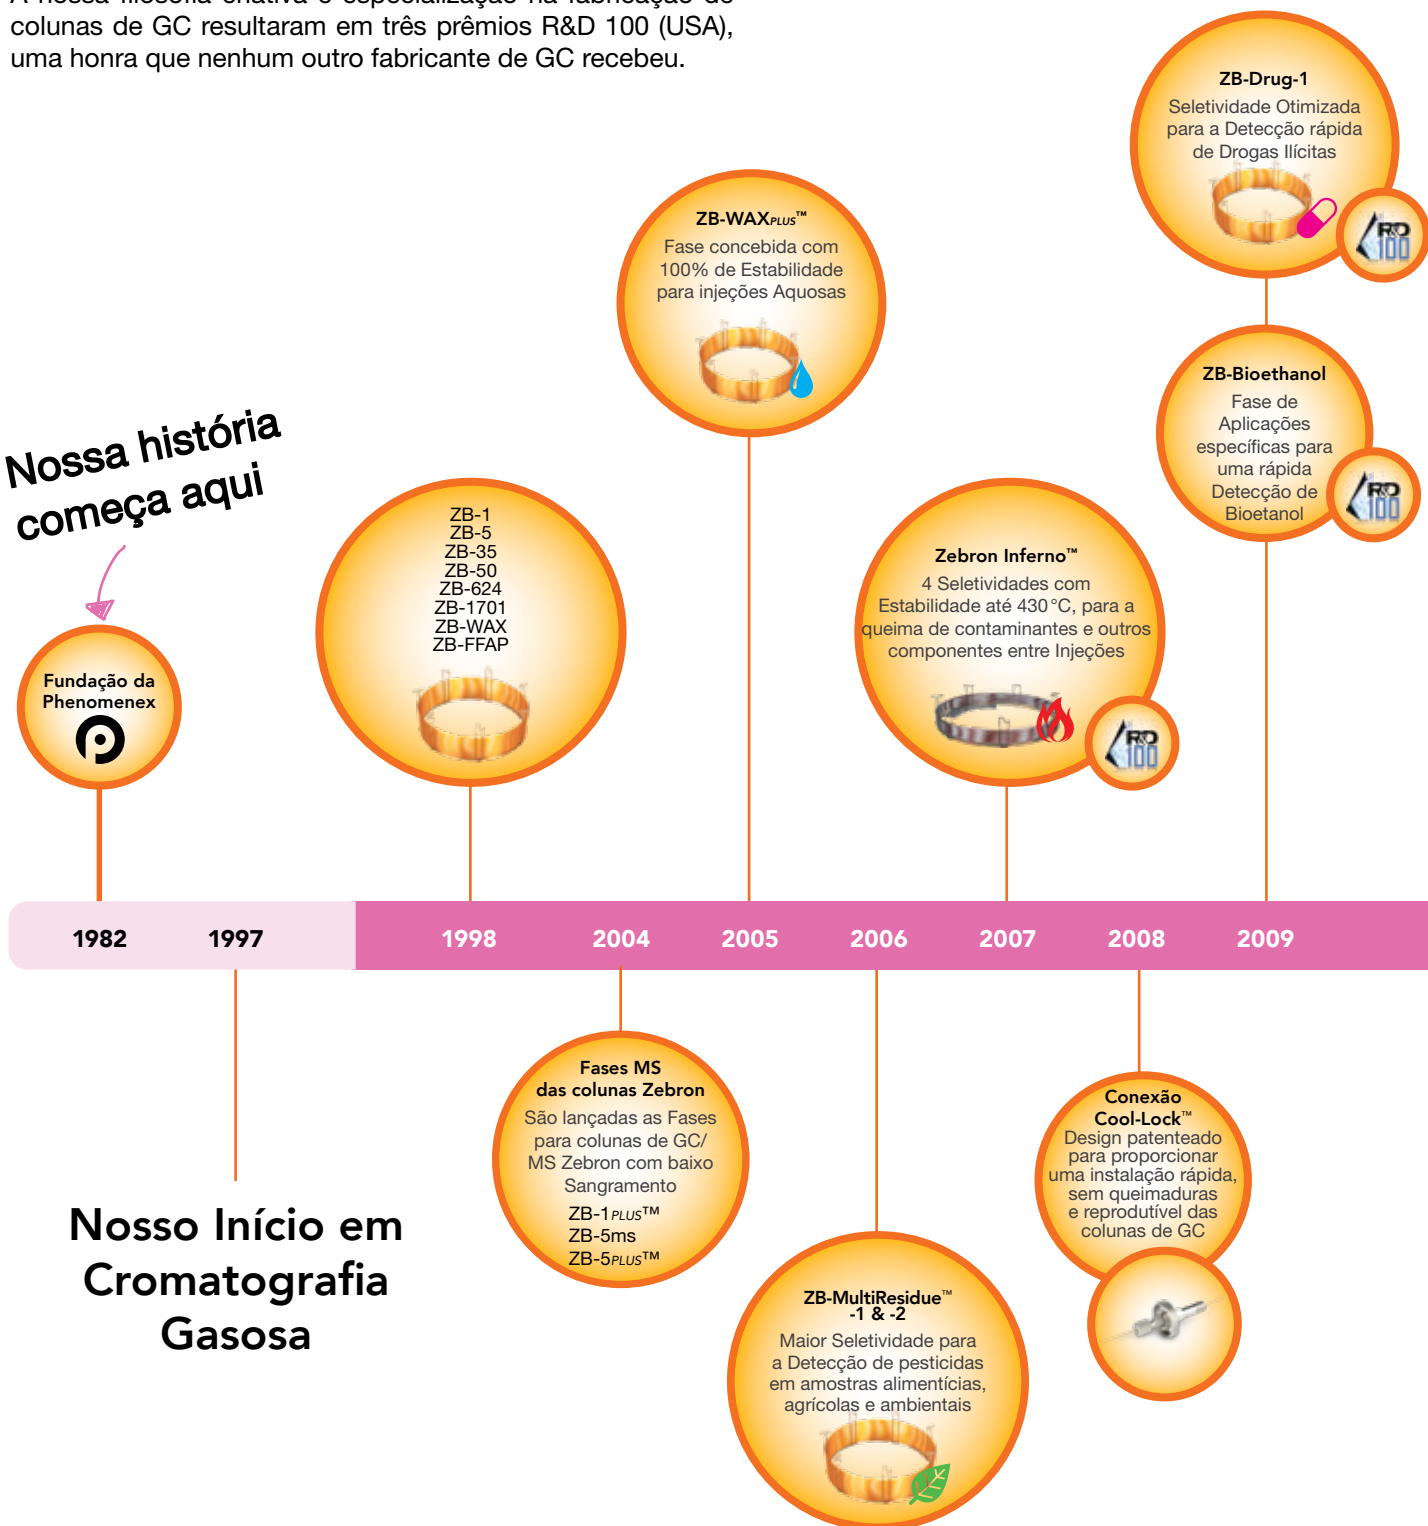 colunas de GC resultaram em três prêmios R&D 100 (USA),
uma honra que nenhum outro fabricante de GC recebeu.
ZB-Drug-1
Seletividade Otimizada
para a Detecção rápida
de Drogas Ilícitas
R&D
100
ZB-WAXPLUS™
Fase concebida com
100% de Estabilidade
para injeções Aquosas
ZB-Bioethanol
Fase de
Aplicações
específicas para
uma rápida
Detecção de
Bioetanol
R&D
100
Nossa história
começa aqui
ZB-1
ZB-5
ZB-35
ZB-50
ZB-624
ZB-1701
ZB-WAX
ZB-FFAP
Zebron Inferno™
4 Seletividades com
Estabilidade até 430 °C, para a
queima de contaminantes e outros
componentes entre Injeções
R&D
100
Fundação da
Phenomenex
1982 1997 1998 2004 2005 2006 2007 2008 2009
Fases MS
das colunas Zebron
São lançadas as Fases
para colunas de GC/
MS Zebron com baixo
Sangramento
ZB-1PLUS™
ZB-5ms
ZB-5PLUS™
Conexão
Cool-Lock™
Design patenteado
para proporcionar
uma instalação rápida,
sem queimaduras
e reprodutível das
colunas de GC
Nosso Início em
Cromatografia
Gasosa
ZB-MultiResidue™
-1 & -2
Maior Seletividade para
a Detecção de pesticidas
em amostras alimentícias,
agrícolas e ambientais